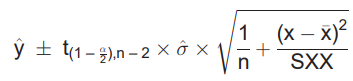 ŷ ± t(1 − α/2),n − 2 × σ̂ × √(1/n + (x − x̄)²/SXX)